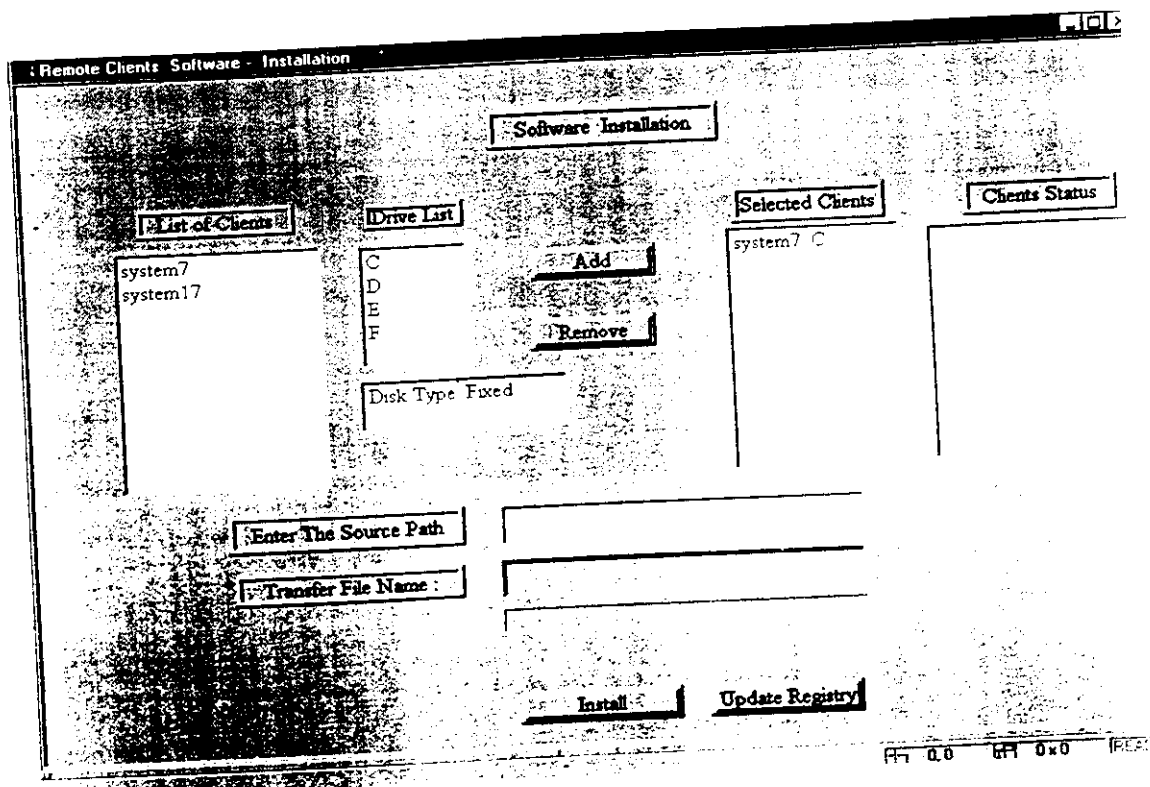 Remote Clients Software - Installation
Software Installation
List of Clients
Drive List
Selected Clients
Clients Status
system7
system17
C
D
E
F
Add
Remove
system7 C
Disk Type Fixed
Enter The Source Path
Transfer File Name :
Install
Update Registry
0,0
0x0